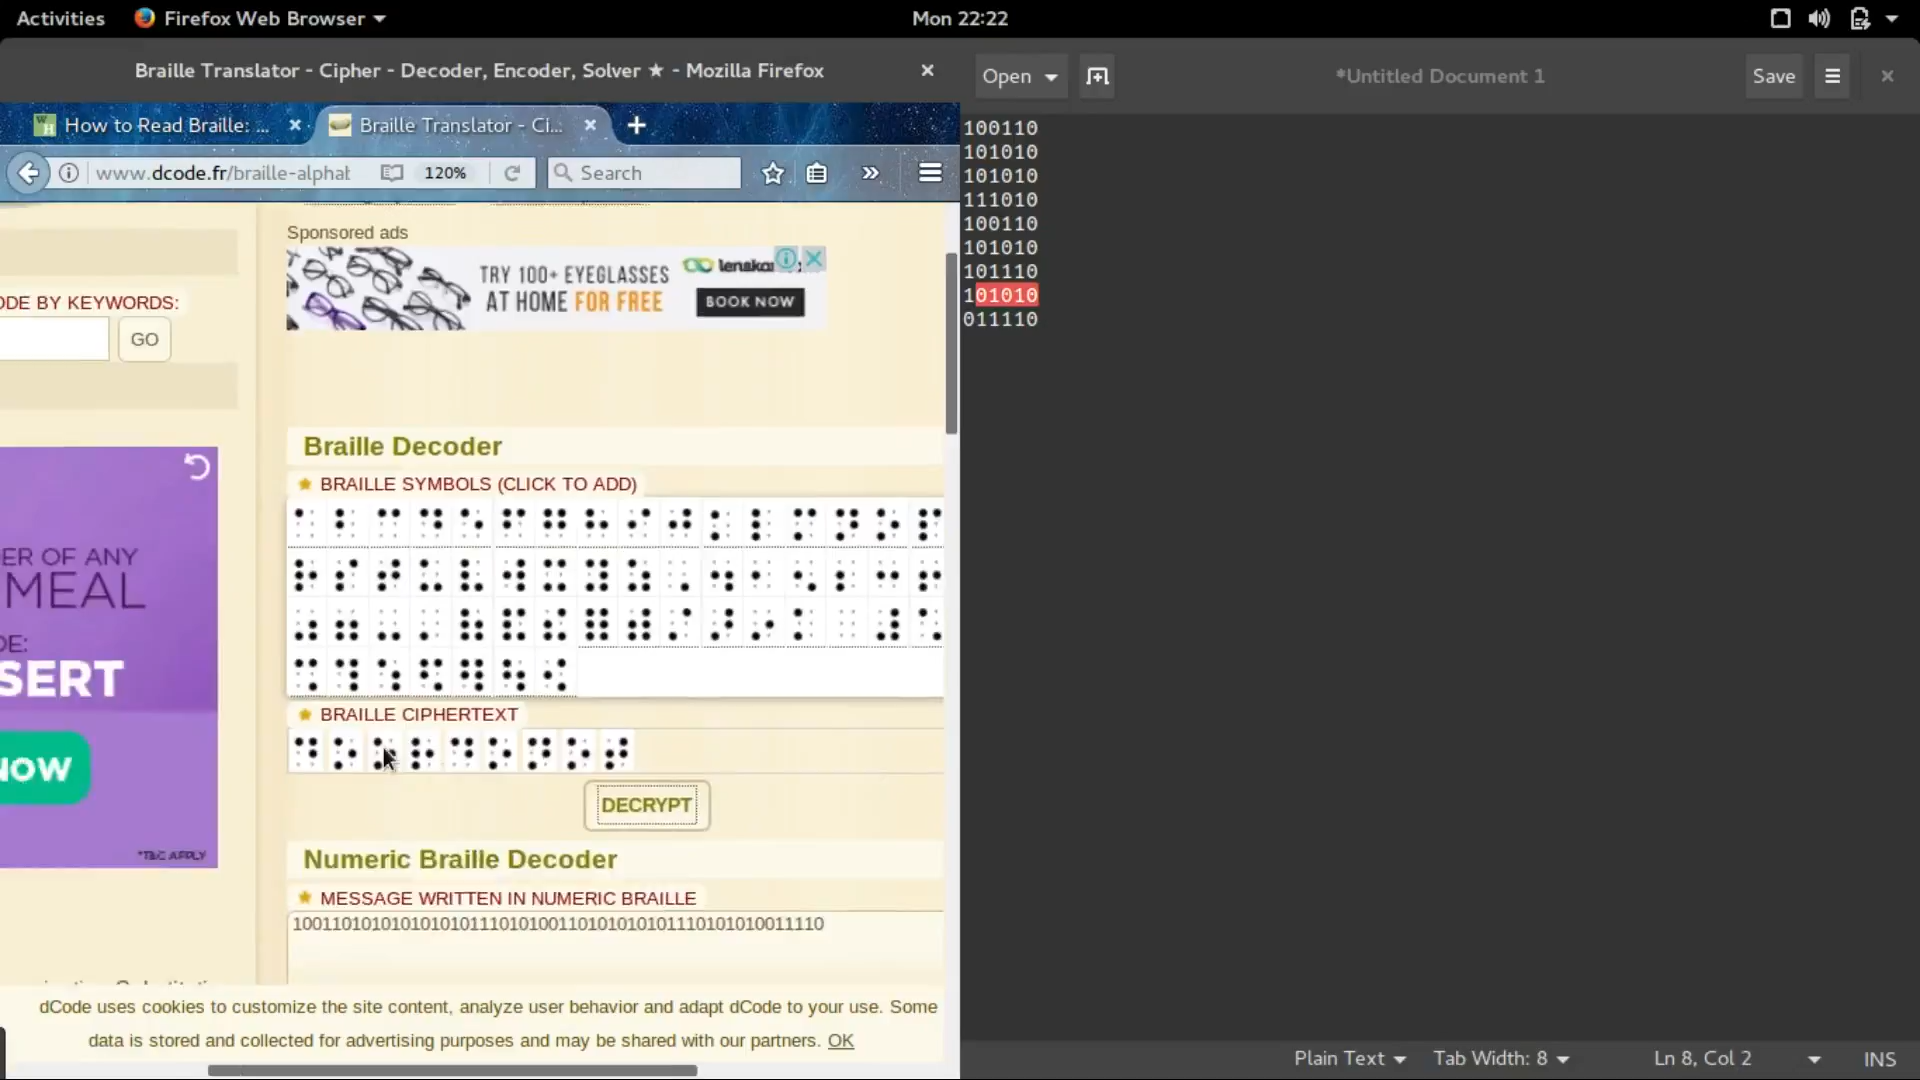 Activities Firefox Web Browser Mon 22:22
Braille Translator - Cipher - Decoder, Encoder, Solver ★ - Mozilla Firefox
Open *Untitled Document 1 Save
How to Read Braille: ... Braille Translator - Ci...
www.dcode.fr/braille-alphabet 120% Search
Sponsored ads
TRY 100+ EYEGLASSES
AT HOME FOR FREE
BOOK NOW
ODE BY KEYWORDS:
GO
Braille Decoder
BRAILLE SYMBOLS (CLICK TO ADD)
ER OF ANY
MEAL
DE:
SERT
NOW
*T&C APPLY
BRAILLE CIPHERTEXT
DECRYPT
Numeric Braille Decoder
MESSAGE WRITTEN IN NUMERIC BRAILLE
100110101010101010111010100110101010101110101010011110
dCode uses cookies to customize the site content, analyze user behavior and adapt dCode to your use. Some
data is stored and collected for advertising purposes and may be shared with our partners. OK
100110
101010
101010
111010
100110
101010
101110
101010
011110
Plain Text Tab Width: 8 Ln 8, Col 2 INS